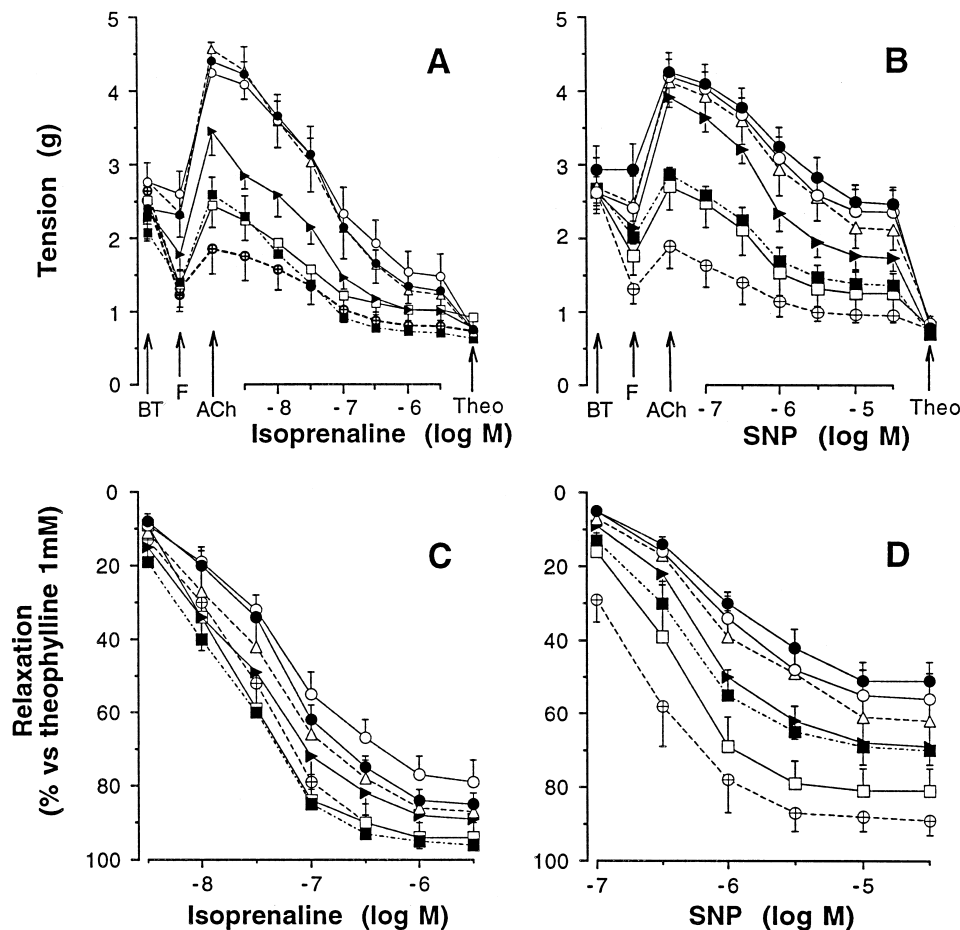 5
4
3
2
1
0
Tension (g)
A
BT
F
ACh
-8
-7
-6
Theo
Isoprenaline (log M)
5
4
3
2
1
0
B
BT
F
ACh
-7
-6
-5
Theo
SNP (log M)
0
20
40
60
80
100
Relaxation
(% vs theophylline 1mM)
C
-8
-7
-6
Isoprenaline (log M)
0
20
40
60
80
100
D
-7
-6
-5
SNP (log M)